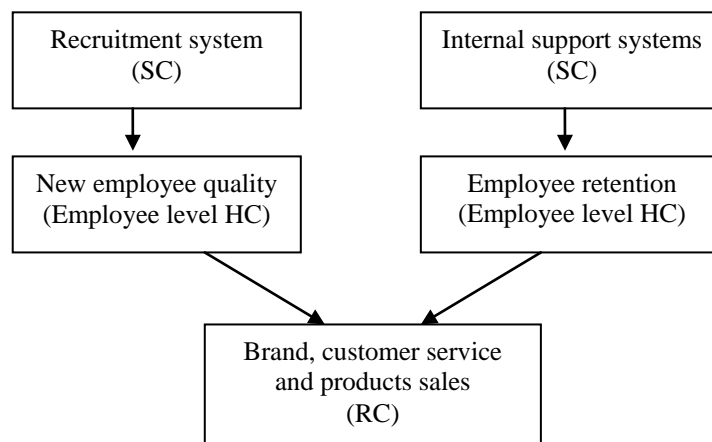 Recruitment system
(SC)
Internal support systems
(SC)
New employee quality
(Employee level HC)
Employee retention
(Employee level HC)
Brand, customer service
and products sales
(RC)